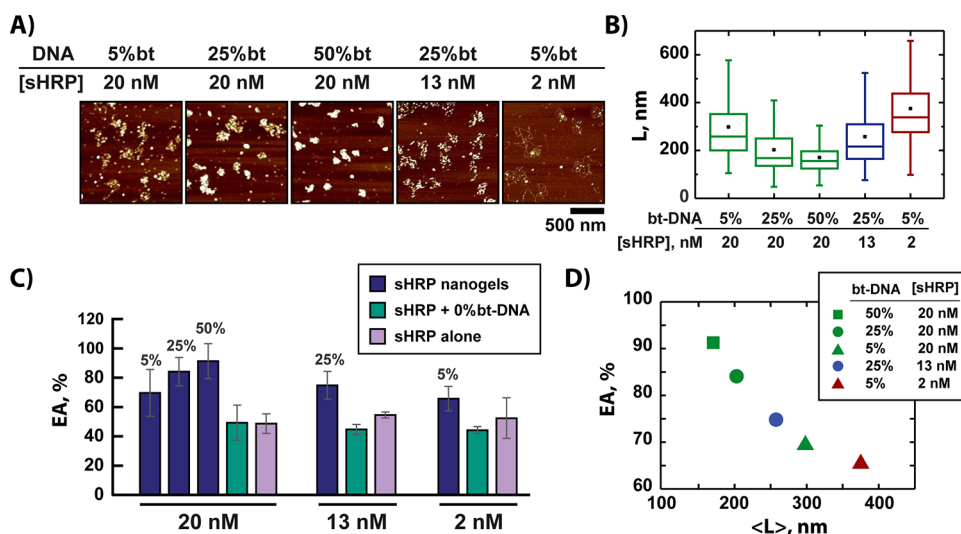 A)
DNA 5%bt 25%bt 50%bt 25%bt 5%bt
[sHRP] 20 nM 20 nM 20 nM 13 nM 2 nM
500 nm
B)
L, nm
600
400
200
0
bt-DNA 5% 25% 50% 25% 5%
[sHRP], nM 20 20 20 13 2
C)
sHRP nanogels
sHRP + 0%bt-DNA
sHRP alone
EA, %
120
100
80
60
40
20
0
5% 25% 50% 25% 5%
20 nM 13 nM 2 nM
D)
bt-DNA [sHRP]
50% 20 nM
25% 20 nM
5% 20 nM
25% 13 nM
5% 2 nM
EA, %
100
90
80
70
60
100 200 300 400
<L>, nm